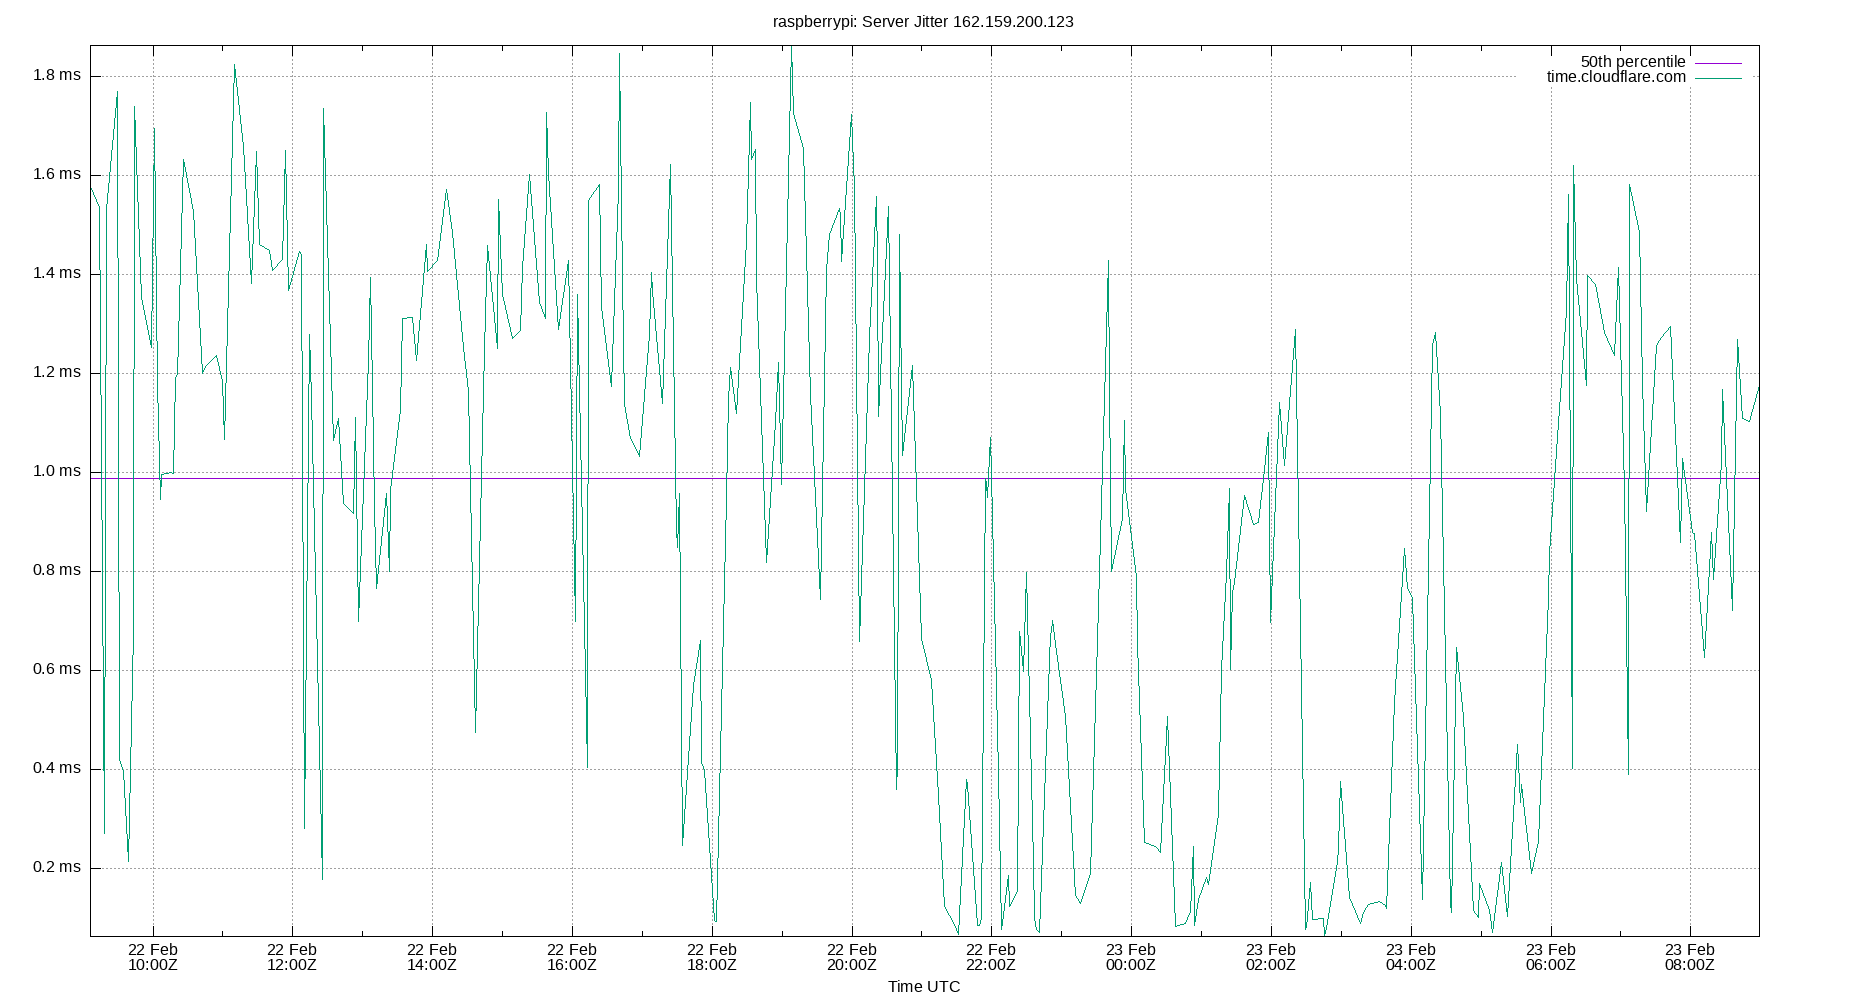 raspberrypi: Server Jitter 162.159.200.123
50th percentile
time.cloudflare.com
1.8 ms
1.6 ms
1.4 ms
1.2 ms
1.0 ms
0.8 ms
0.6 ms
0.4 ms
0.2 ms
22 Feb 22 Feb 22 Feb 22 Feb 22 Feb 22 Feb 22 Feb 23 Feb 23 Feb 23 Feb 23 Feb 23 Feb
10:00Z 12:00Z 14:00Z 16:00Z 18:00Z 20:00Z 22:00Z 00:00Z 02:00Z 04:00Z 06:00Z 08:00Z
Time UTC